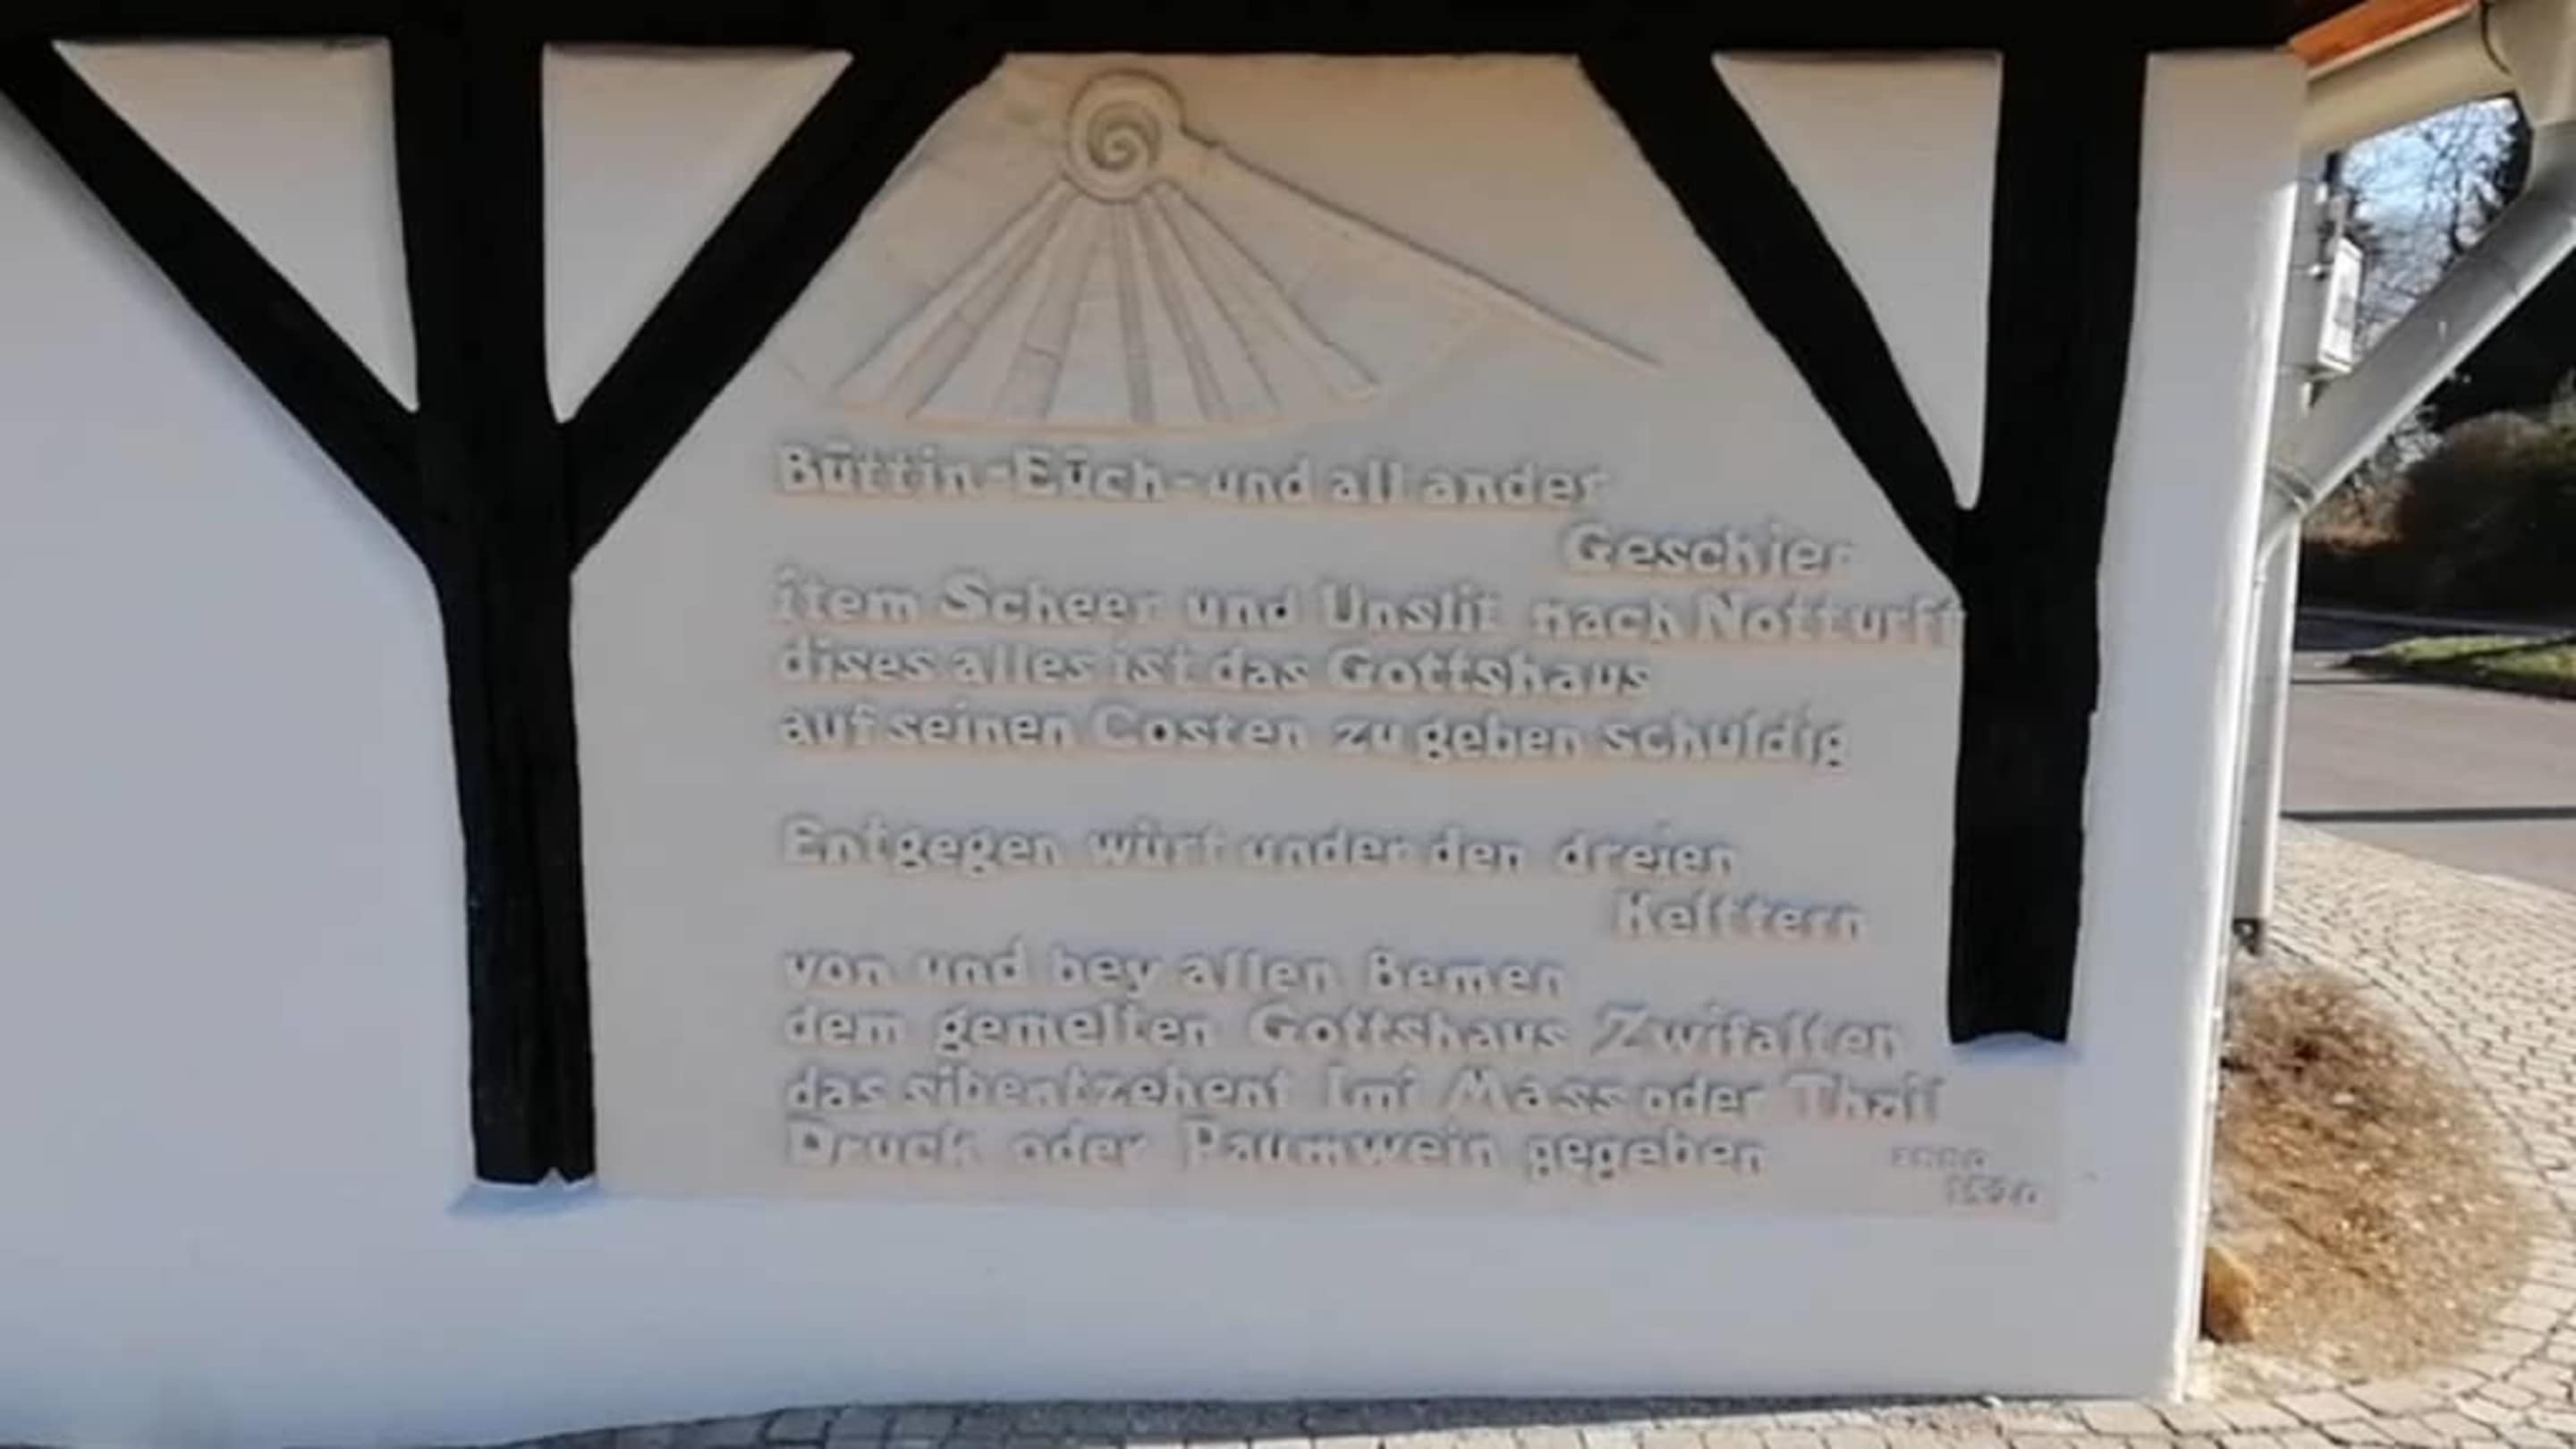 Büttin-Eüch-und all ander
Geschier
item Scheer und Unslit nach Notturft
dises alles ist das Gottshaus
auf seinen Costen zu geben schuldig
Entgegen würt under den dreien
Kelttern
von und bey allen Bemen
dem gemelten Gottshaus Zwifalten
das sibentzehent Imi Mass oder Thail
Druck oder Paumwein gegeben
anno